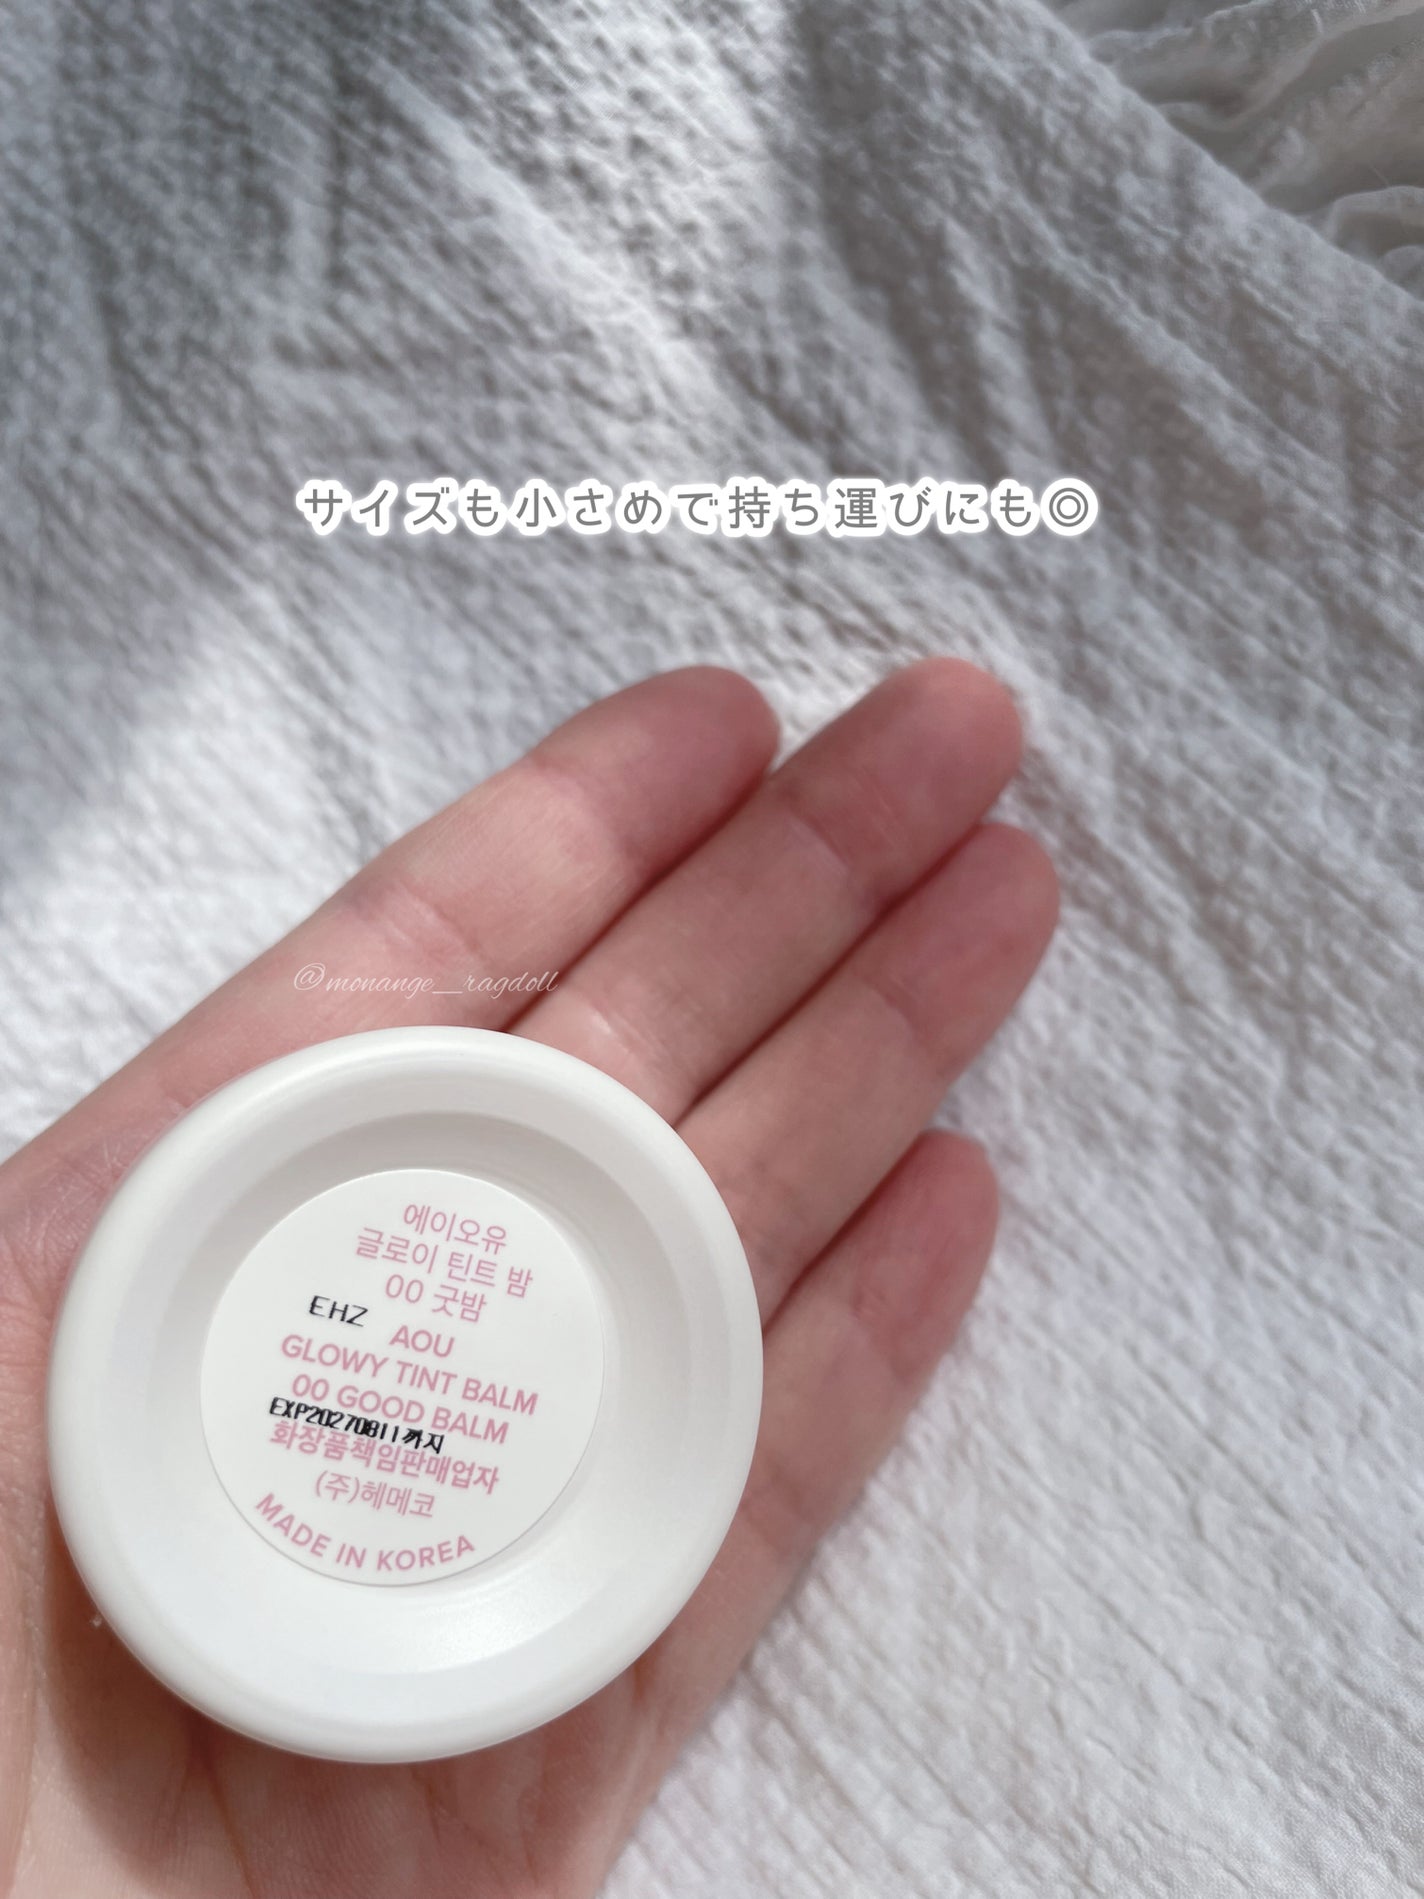 サイズも小さめで持ち運びにも◎
@monange__ragdoll
에이오유
글로이 틴트 밤
00 굿밤
EHZ
AOU
GLOWY TINT BALM
00 GOOD BALM
EXP20270811까지
화장품책임판매업자
(주)헤메코
MADE IN KOREA